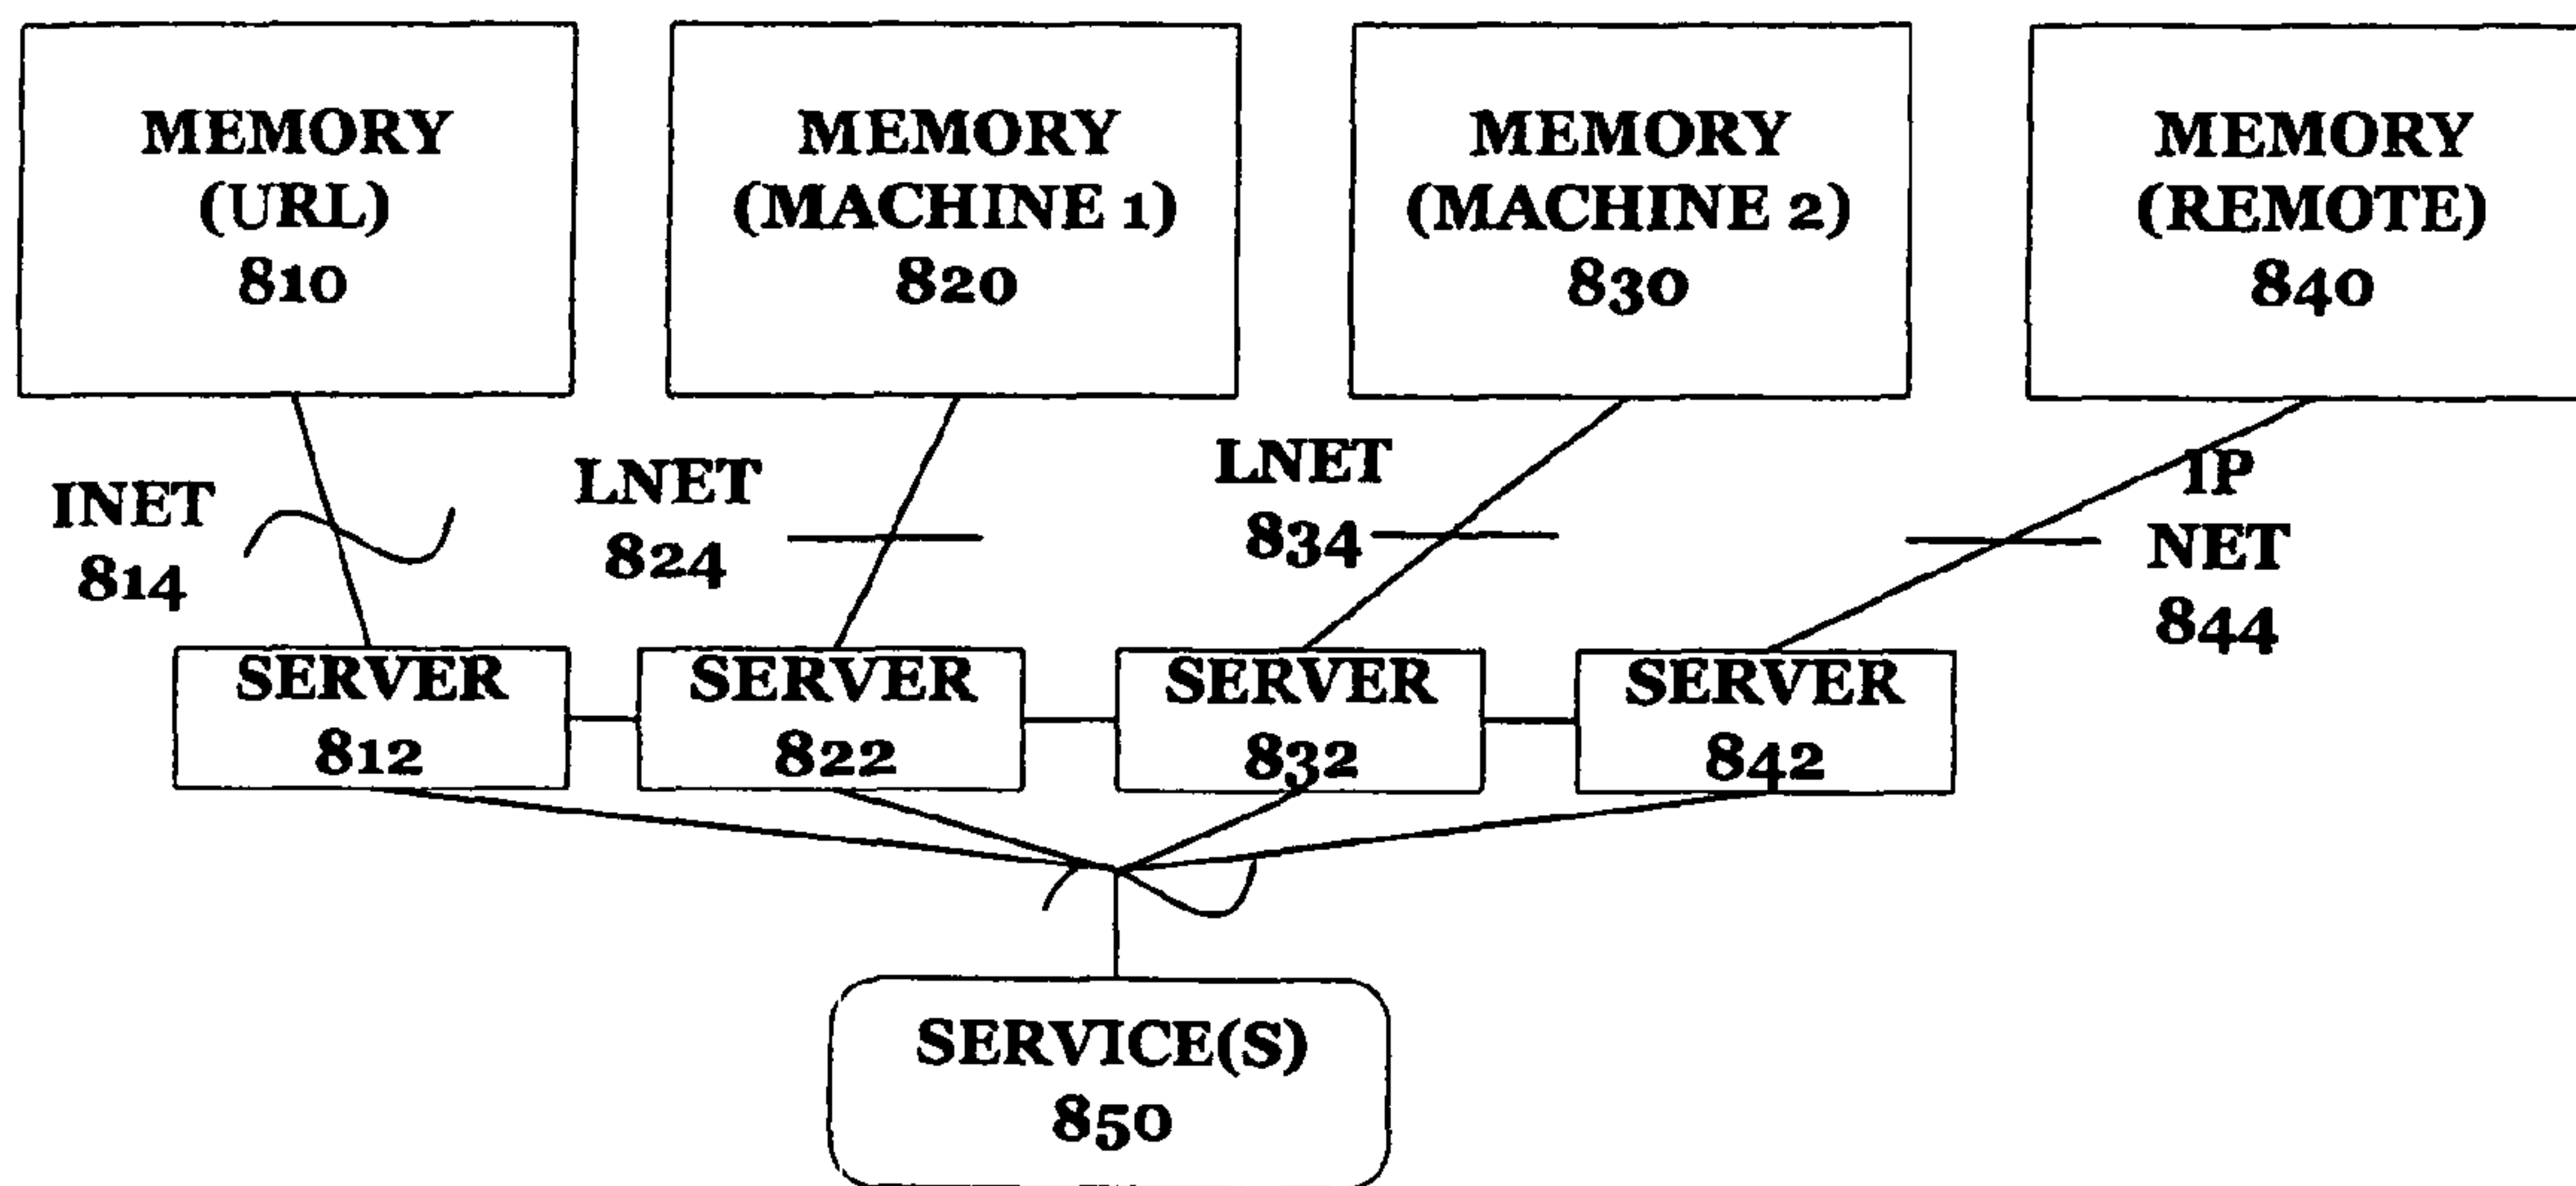 MEMORY
(URL)
810
MEMORY
(MACHINE 1)
820
MEMORY
(MACHINE 2)
830
MEMORY
(REMOTE)
840
INET
814
LNET
824
LNET
834
IP
NET
844
SERVER
812
SERVER
822
SERVER
832
SERVER
842
SERVICE(S)
850